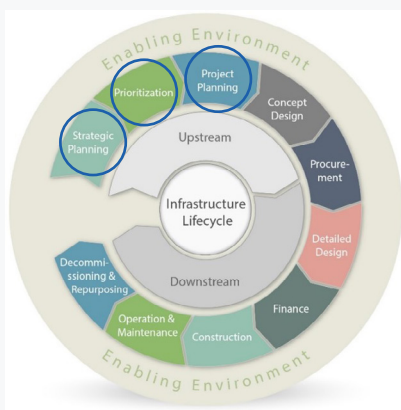 Enabling Environment
Project
Planning
Prioritization
Concept
Design
Strategic
Planning
Upstream
Procure-
ment
Infrastructure
Lifecycle
Detailed
Design
Decommi-
ssioning &
Repurposing
Downstream
Finance
Operation &
Maintenance
Construction
Enabling Environment